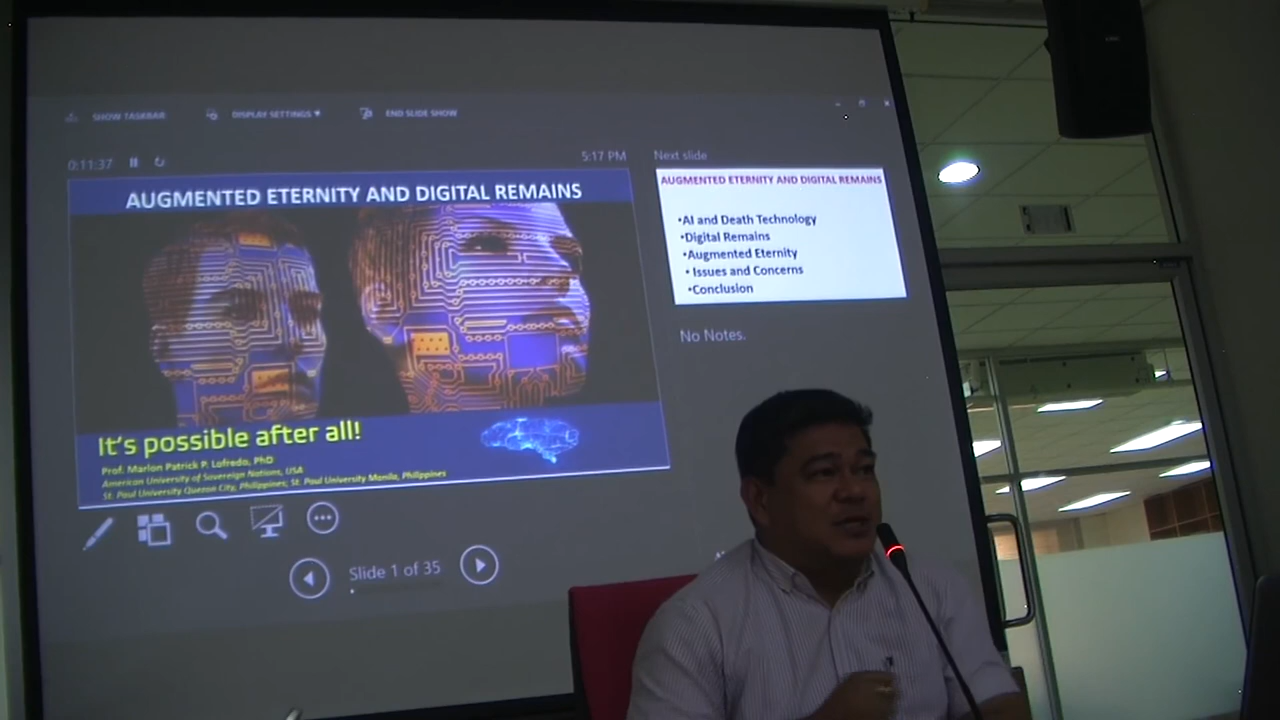 SHOW TASKBAR
DISPLAY SETTINGS
END SLIDE SHOW
0:11:37
5:17 PM
AUGMENTED ETERNITY AND DIGITAL REMAINS
It's possible after all!
Prof. Marlon Patrick P. Lofredo, PhD
American University of Sovereign Nations, USA
St. Paul University Quezon City, Philippines; St. Paul University Manila, Philippines
Slide 1 of 35
Next slide
AUGMENTED ETERNITY AND DIGITAL REMAINS
•AI and Death Technology
•Digital Remains
•Augmented Eternity
• Issues and Concerns
•Conclusion
No Notes.